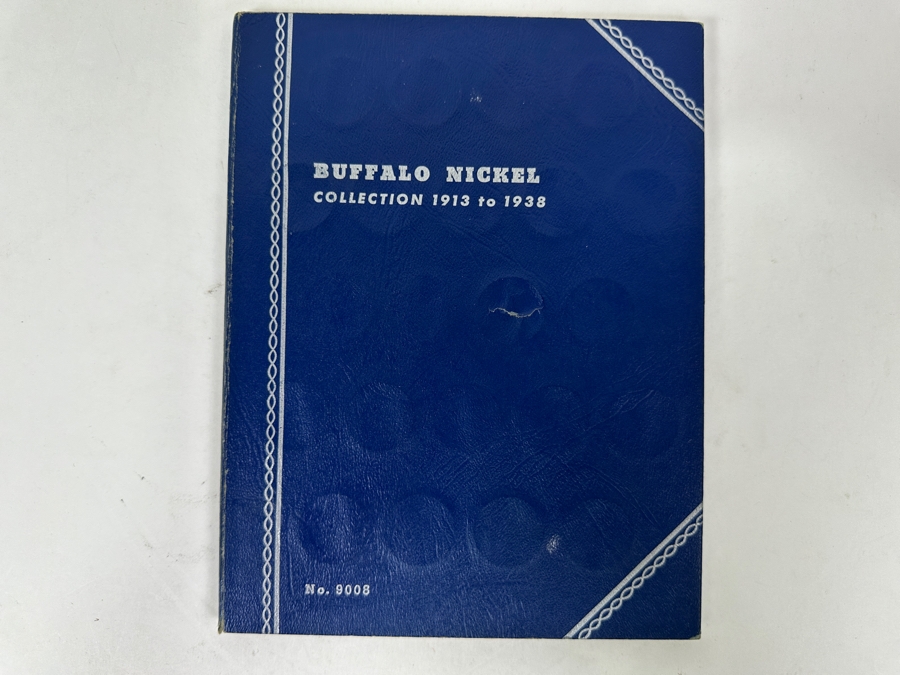 BUFFALO NICKEL
COLLECTION 1913 to 1938
No. 9008